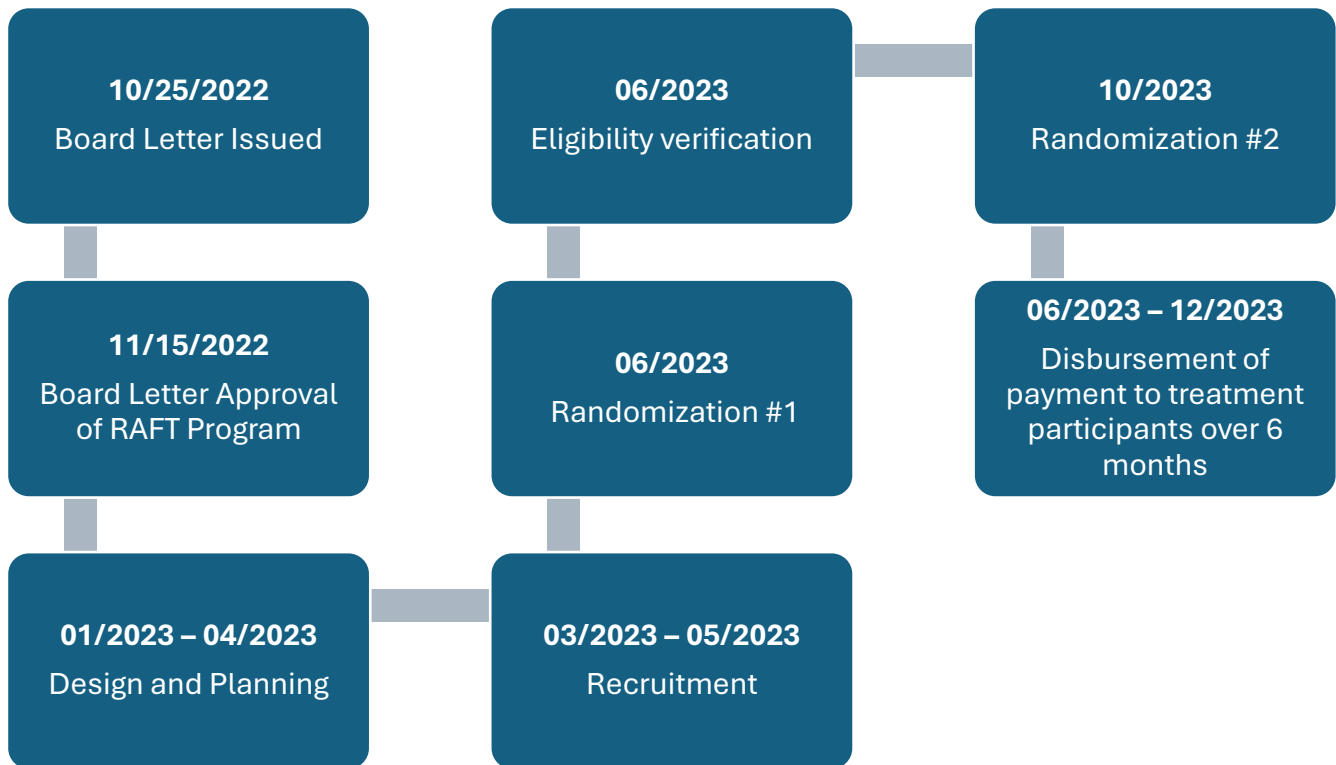 10/25/2022
Board Letter Issued
11/15/2022
Board Letter Approval
of RAFT Program
01/2023 – 04/2023
Design and Planning
03/2023 – 05/2023
Recruitment
06/2023
Randomization #1
06/2023
Eligibility verification
10/2023
Randomization #2
06/2023 – 12/2023
Disbursement of
payment to treatment
participants over 6
months